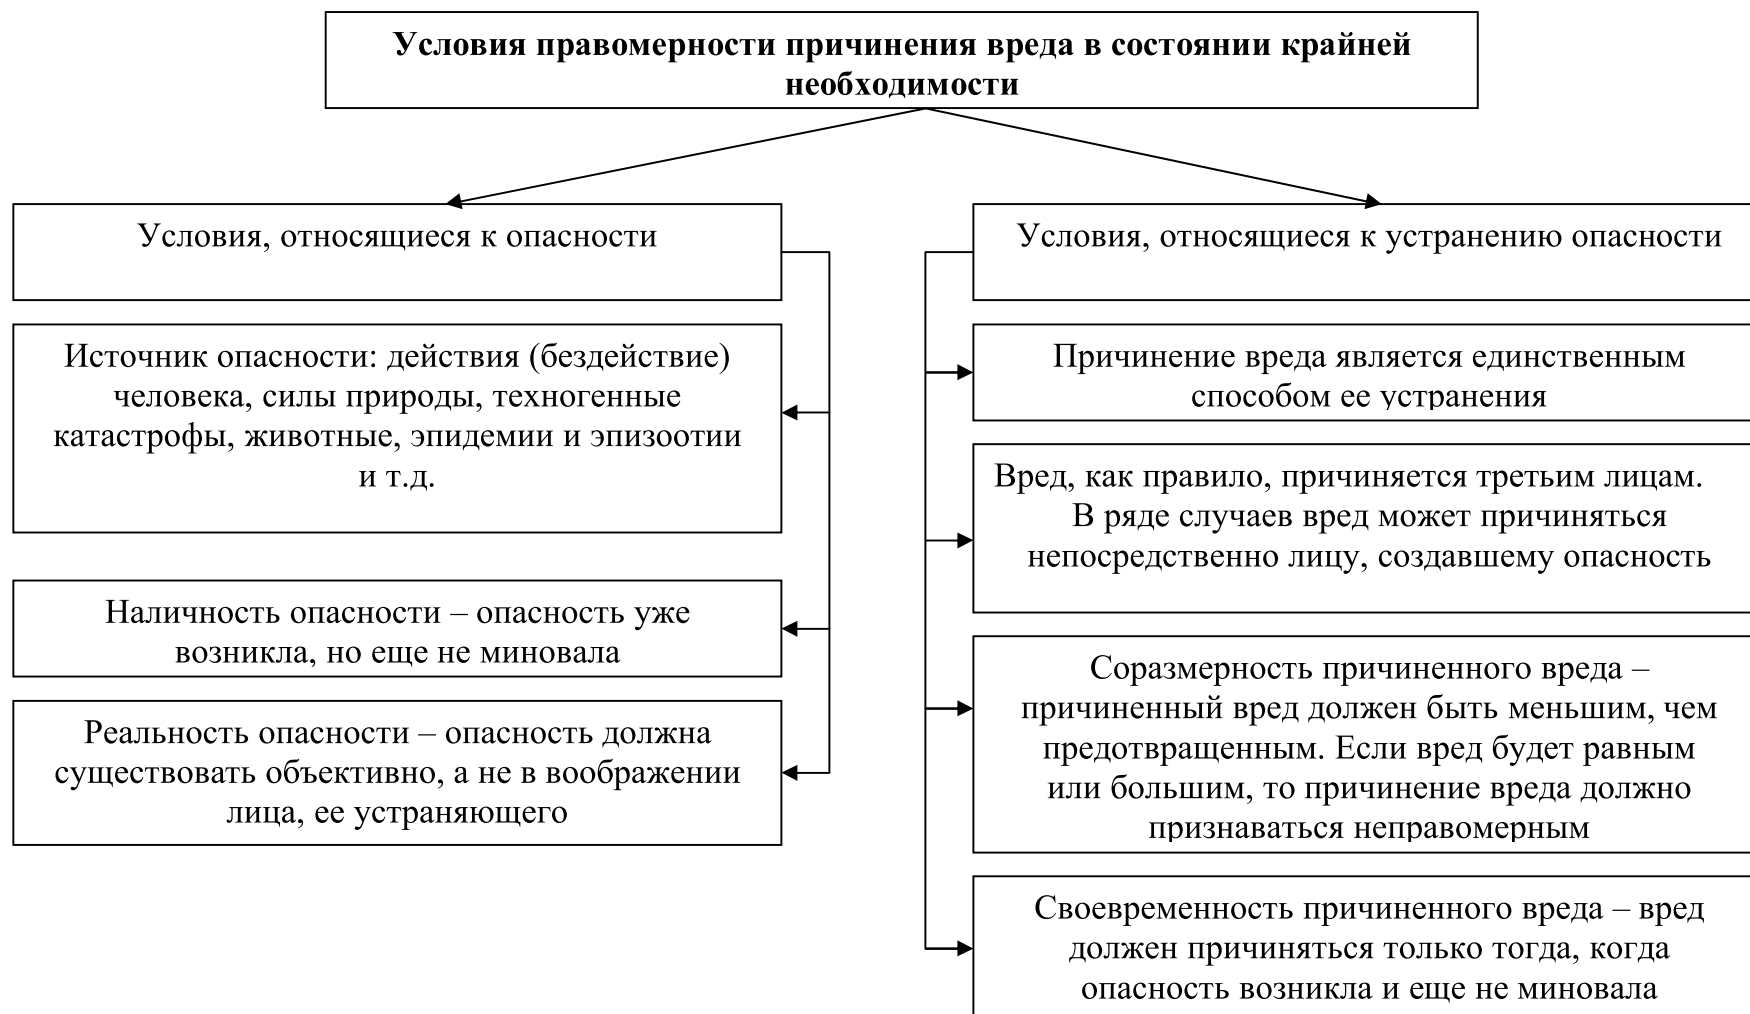 Условия правомерности причинения вреда в состоянии крайней
необходимости
Условия, относящиеся к опасности
Источник опасности: действия (бездействие)
человека, силы природы, техногенные
катастрофы, животные, эпидемии и эпизоотии
и т.д.
Наличность опасности – опасность уже
возникла, но еще не миновала
Реальность опасности – опасность должна
существовать объективно, а не в воображении
лица, ее устраняющего
Условия, относящиеся к устранению опасности
Причинение вреда является единственным
способом ее устранения
Вред, как правило, причиняется третьим лицам.
В ряде случаев вред может причиняться
непосредственно лицу, создавшему опасность
Соразмерность причиненного вреда –
причиненный вред должен быть меньшим, чем
предотвращенным. Если вред будет равным
или большим, то причинение вреда должно
признаваться неправомерным
Своевременность причиненного вреда – вред
должен причиняться только тогда, когда
опасность возникла и еще не миновала